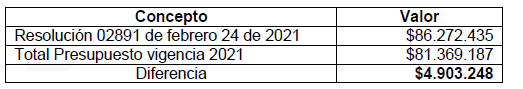 Concepto Valor
Resolución 02891 de febrero 24 de 2021 $86.272.435
Total Presupuesto vigencia 2021 $81.369.187
Diferencia $4.903.248